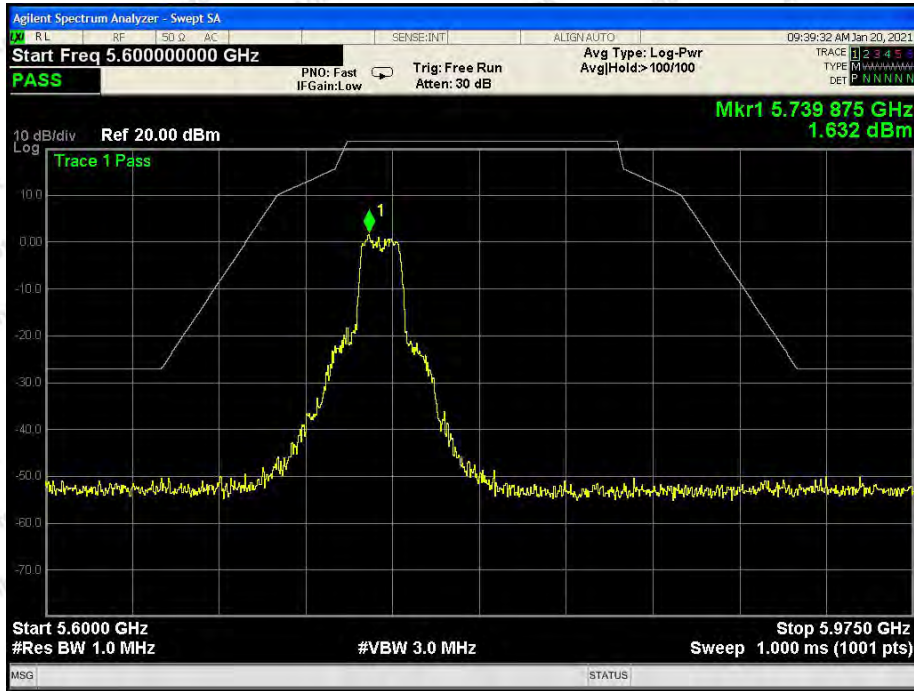 Agilent Spectrum Analyzer - Swept SA
LXI RL RF 50 Ω AC SENSE:INT ALIGN AUTO 09:39:32 AM Jan 20, 2021
Start Freq 5.600000000 GHz
PASS
PNO: Fast
IFGain:Low
Trig: Free Run
Atten: 30 dB
Avg Type: Log-Pwr
Avg|Hold:>100/100
TRACE 1 2 3 4 5 6
TYPE M
DET P N N N N N
Mkr1 5.739 875 GHz
1.632 dBm
10 dB/div Ref 20.00 dBm
Log
Trace 1 Pass
10.0
1
0.00
-10.0
-20.0
-30.0
-40.0
-50.0
-60.0
-70.0
Start 5.6000 GHz Stop 5.9750 GHz
#Res BW 1.0 MHz #VBW 3.0 MHz Sweep 1.000 ms (1001 pts)
MSG STATUS